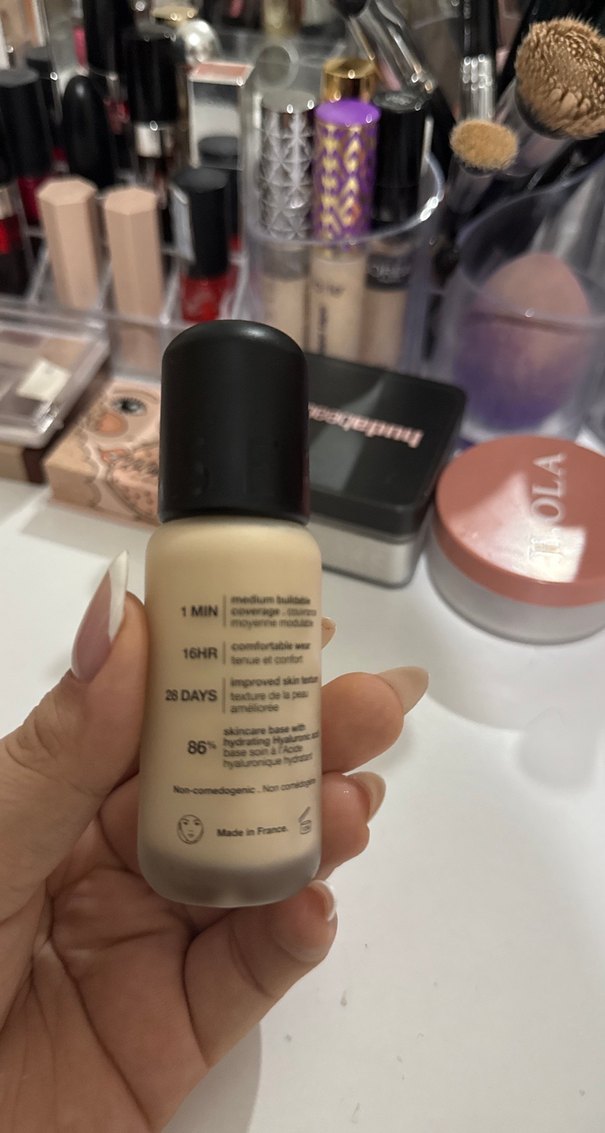 hudabeauty
ISOLA
1 MIN medium buildable
coverage . couvrance
moyenne modulable
16HR comfortable wear
tenue et confort
28 DAYS improved skin texture
texture de la peau
améliorée
86% skincare base with
hydrating Hyaluronic acid
base soin à l'Acide
hyaluronique hydratant
Non-comedogenic . Non comédogène
Made in France.